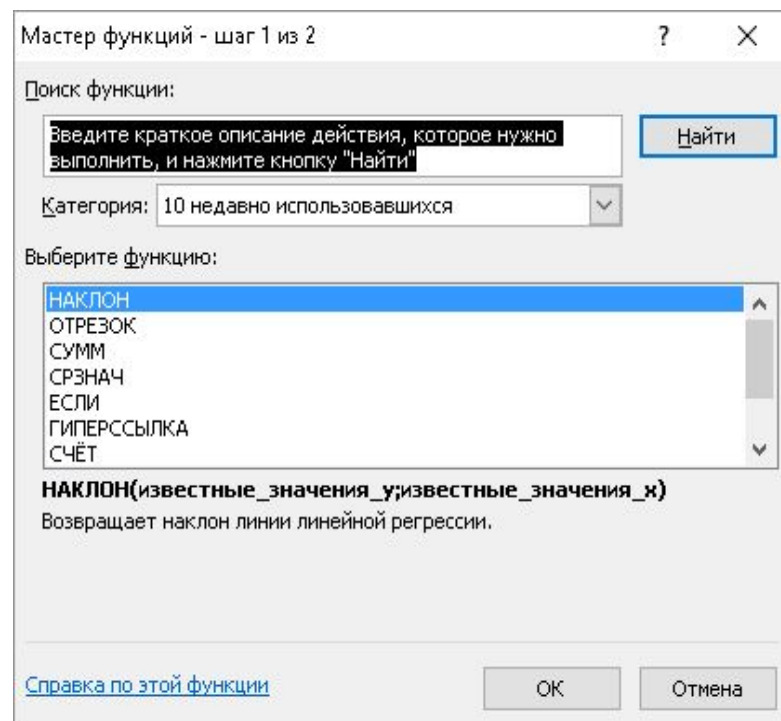 Мастер функций - шаг 1 из 2 ?
Поиск функции:
Введите краткое описание действия, которое нужно
выполнить, и нажмите кнопку "Найти"
Найти
Категория: 10 недавно использовавшихся
Выберите функцию:
НАКЛОН
ОТРЕЗОК
СУММ
СРЗНАЧ
ЕСЛИ
ГИПЕРССЫЛКА
СЧЁТ
НАКЛОН(известные_значения_y;известные_значения_x)
Возвращает наклон линии линейной регрессии.
Справка по этой функции
ОК
Отмена